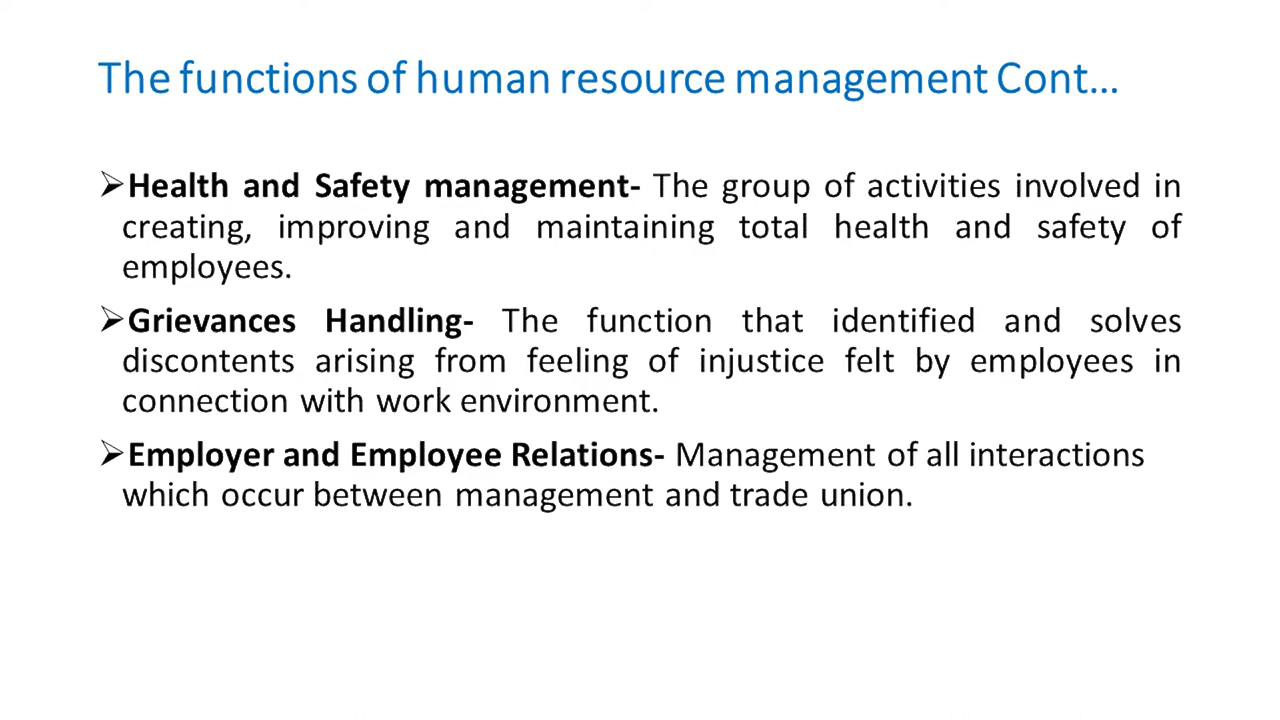 The functions of human resource management Cont...
➢Health and Safety management- The group of activities involved in
creating, improving and maintaining total health and safety of
employees.
➢Grievances Handling- The function that identified and solves
discontents arising from feeling of injustice felt by employees in
connection with work environment.
➢Employer and Employee Relations- Management of all interactions
which occur between management and trade union.